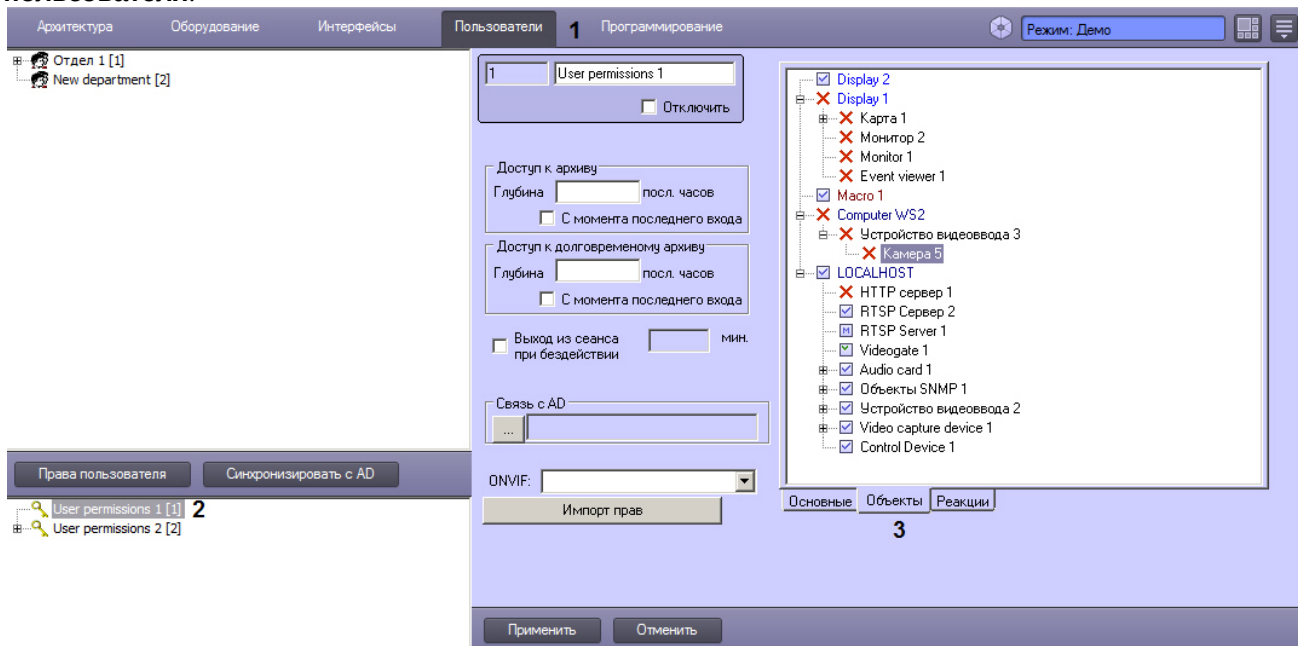 пользователи.
Архитектура Оборудование Интерфейсы Пользователи 1 Программирование Режим: Демо
Отдел 1 [1]
New department [2]
1 User permissions 1
Отключить
Доступ к архиву
Глубина посл. часов
С момента последнего входа
Доступ к долговременому архиву
Глубина посл. часов
С момента последнего входа
Выход из сеанса при бездействии мин.
Связь с AD
...
ONVIF:
Импорт прав
Display 2
Display 1
Карта 1
Монитор 2
Monitor 1
Event viewer 1
Macro 1
Computer WS2
Устройство видеоввода 3
Камера 5
LOCALHOST
HTTP сервер 1
RTSP Сервер 2
RTSP Server 1
Videogate 1
Audio card 1
Объекты SNMP 1
Устройство видеоввода 2
Video capture device 1
Control Device 1
Основные Объекты Реакции
3
Права пользователя Синхронизировать с AD
User permissions 1 [1] 2
User permissions 2 [2]
Применить Отменить